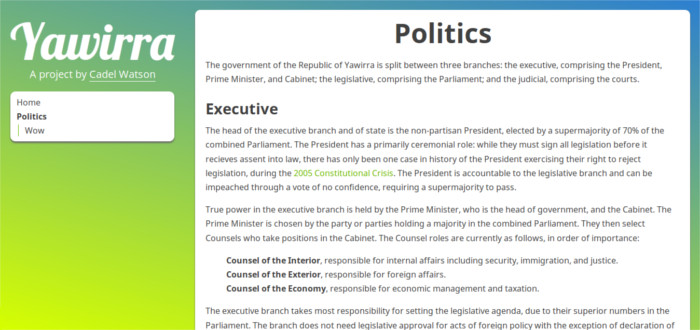 Yawirra
A project by Cadel Watson
Home
Politics
Wow
Politics
The government of the Republic of Yawirra is split between three branches: the executive, comprising the President,
Prime Minister, and Cabinet; the legislative, comprising the Parliament; and the judicial, comprising the courts.
Executive
The head of the executive branch and of state is the non-partisan President, elected by a supermajority of 70% of the
combined Parliament. The President has a primarily ceremonial role: while they must sign all legislation before it
recieves assent into law, there has only been one case in history of the President exercising their right to reject
legislation, during the 2005 Constitutional Crisis. The President is accountable to the legislative branch and can be
impeached through a vote of no confidence, requiring a supermajority to pass.
True power in the executive branch is held by the Prime Minister, who is the head of government, and the Cabinet. The
Prime Minister is chosen by the party or parties holding a majority in the combined Parliament. They then select
Counsels who take positions in the Cabinet. The Counsel roles are currently as follows, in order of importance:
Counsel of the Interior, responsible for internal affairs including security, immigration, and justice.
Counsel of the Exterior, responsible for foreign affairs.
Counsel of the Economy, responsible for economic management and taxation.
The executive branch takes most responsibility for setting the legislative agenda, due to their superior numbers in the
Parliament. The branch does not need legislative approval for acts of foreign policy with the exception of declaration of